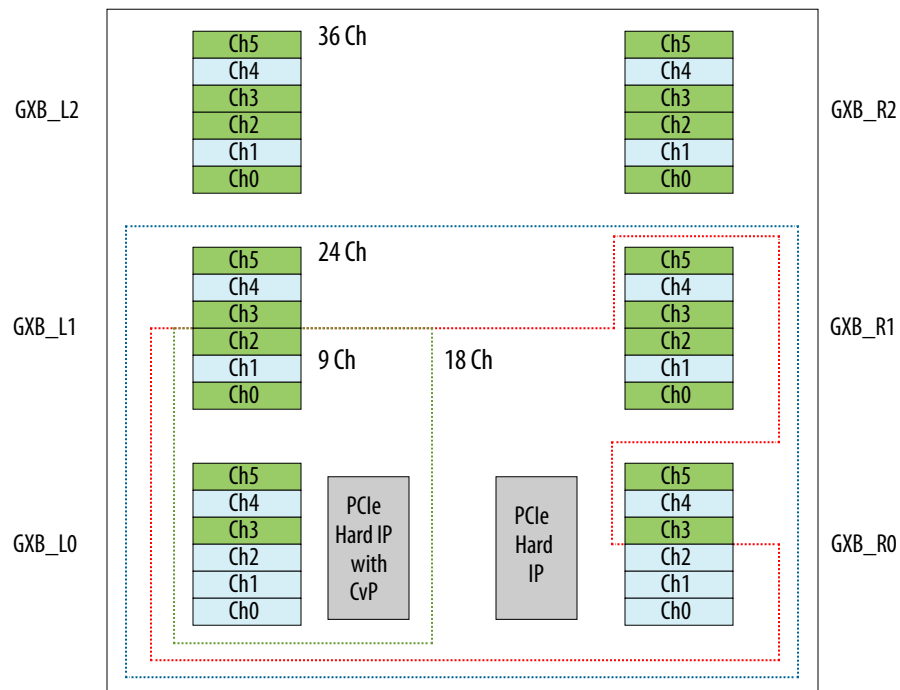 36 Ch
GXB_L2
Ch5
Ch4
Ch3
Ch2
Ch1
Ch0
Ch5
Ch4
Ch3
Ch2
Ch1
Ch0
GXB_R2
24 Ch
GXB_L1
Ch5
Ch4
Ch3
Ch2
Ch1
Ch0
9 Ch
18 Ch
Ch5
Ch4
Ch3
Ch2
Ch1
Ch0
GXB_R1
GXB_L0
Ch5
Ch4
Ch3
Ch2
Ch1
Ch0
PCIe
Hard IP
with
CvP
PCIe
Hard
IP
Ch5
Ch4
Ch3
Ch2
Ch1
Ch0
GXB_R0